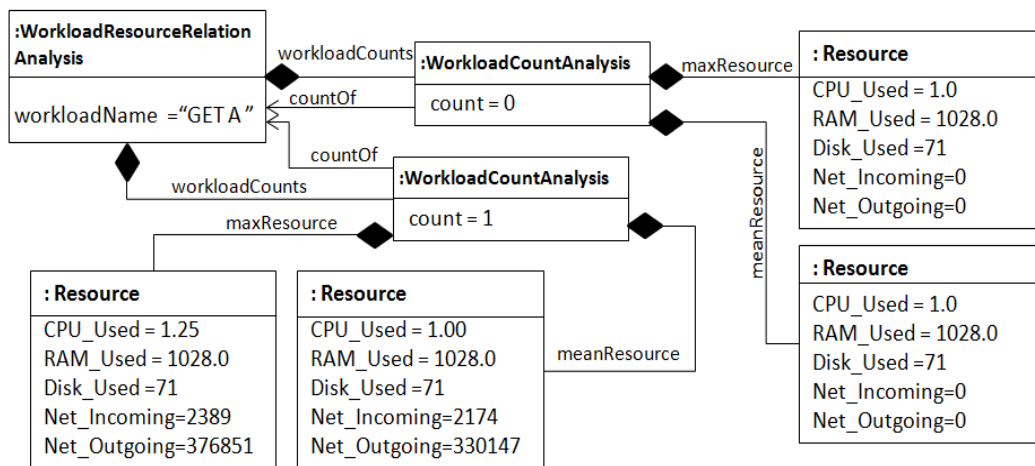 :WorkloadResourceRelation
Analysis
workloadName ="GET A"
workloadCounts
countOf
:WorkloadCountAnalysis
count = 0
maxResource
meanResource
: Resource
CPU_Used = 1.0
RAM_Used = 1028.0
Disk_Used =71
Net_Incoming=0
Net_Outgoing=0
countOf
workloadCounts
:WorkloadCountAnalysis
count = 1
maxResource
meanResource
: Resource
CPU_Used = 1.0
RAM_Used = 1028.0
Disk_Used =71
Net_Incoming=0
Net_Outgoing=0
: Resource
CPU_Used = 1.25
RAM_Used = 1028.0
Disk_Used =71
Net_Incoming=2389
Net_Outgoing=376851
: Resource
CPU_Used = 1.00
RAM_Used = 1028.0
Disk_Used =71
Net_Incoming=2174
Net_Outgoing=330147